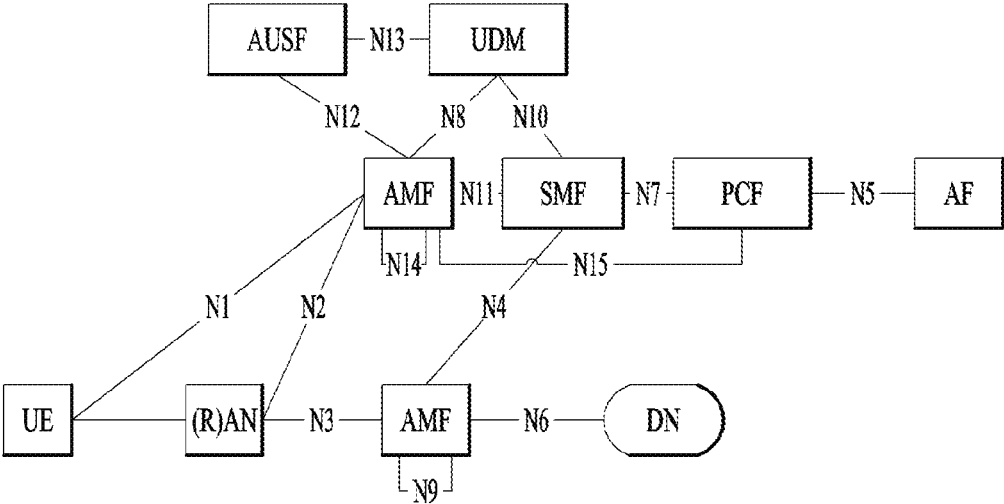 AUSF N13 UDM
N12 N8 N10
AMF N11 SMF N7 PCF N5 AF
N14 N15
N1 N2 N4
UE (R)AN N3 AMF N6 DN
N9